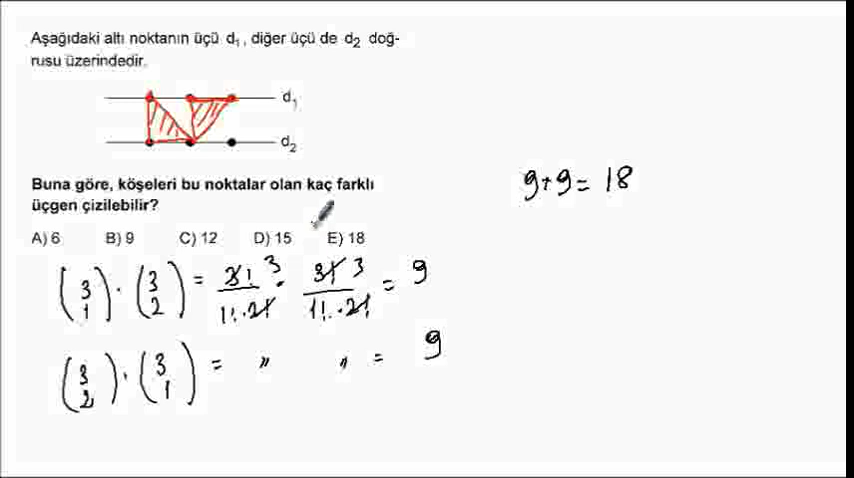 Aşağıdaki altı noktanın üçü d₁, diğer üçü de d₂ doğ-
rusu üzerindedir.
d₁
d₂
Buna göre, köşeleri bu noktalar olan kaç farklı
üçgen çizilebilir?
A) 6 B) 9 C) 12 D) 15 E) 18
9+9= 18
(3 1) · (3 2) = 3! 3 / 1!·2! · 3! 3 / 1!·2! = 9
(3 2) · (3 1) = " " = 9